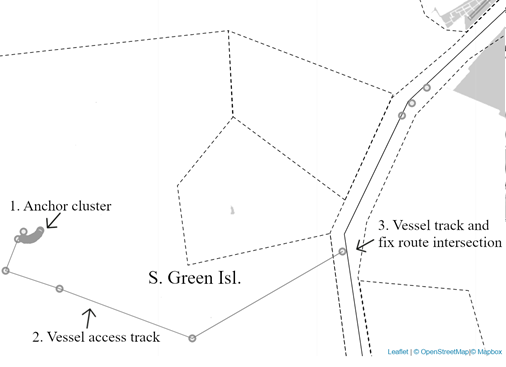 1. Anchor cluster
3. Vessel track and
fix route intersection
S. Green Isl.
2. Vessel access track
Leaflet | © OpenStreetMap|© Mapbox